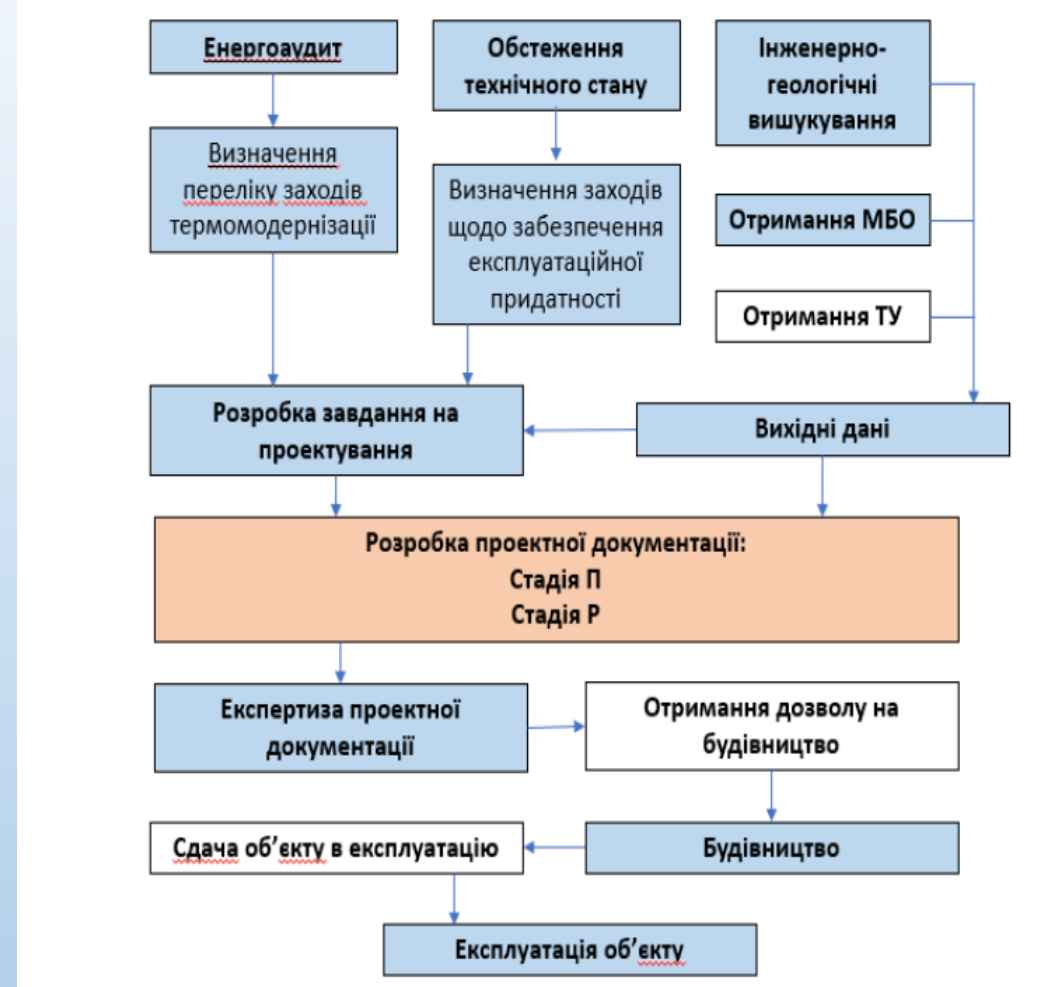 Енергоаудит
Визначення
переліку заходів
термомодернізації
Обстеження
технічного стану
Визначення заходів
щодо забезпечення
експлуатаційної
придатності
Інженерно-
геологічні
вишукування
Отримання МБО
Отримання ТУ
Розробка завдання на
проектування
Вихідні дані
Розробка проектної документації:
Стадія П
Стадія Р
Експертиза проектної
документації
Отримання дозволу на
будівництво
Сдача об’єкту в експлуатацію
Будівництво
Експлуатація об’єкту